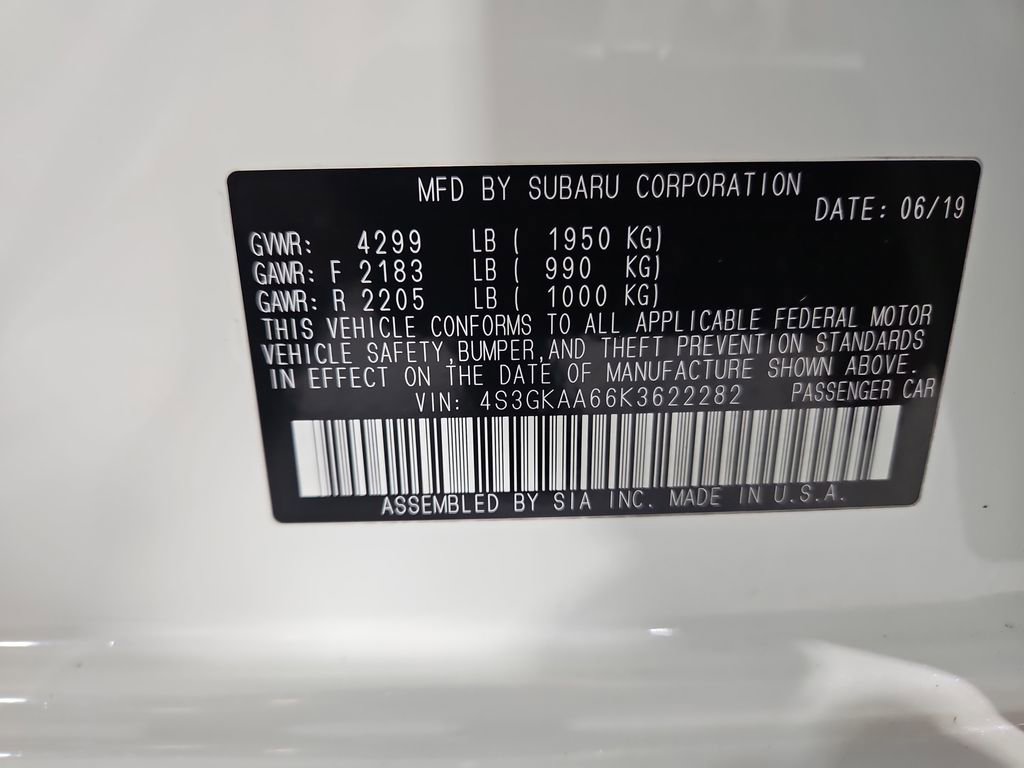 MFD BY SUBARU CORPORATION
DATE: 06/19
GVWR: 4299 LB ( 1950 KG)
GAWR: F 2183 LB ( 990 KG)
GAWR: R 2205 LB ( 1000 KG)
THIS VEHICLE CONFORMS TO ALL APPLICABLE FEDERAL MOTOR
VEHICLE SAFETY,BUMPER,AND THEFT PREVENTION STANDARDS
IN EFFECT ON THE DATE OF MANUFACTURE SHOWN ABOVE.
VIN: 4S3GKAA66K3622282 PASSENGER CAR
ASSEMBLED BY SIA INC. MADE IN U.S.A.